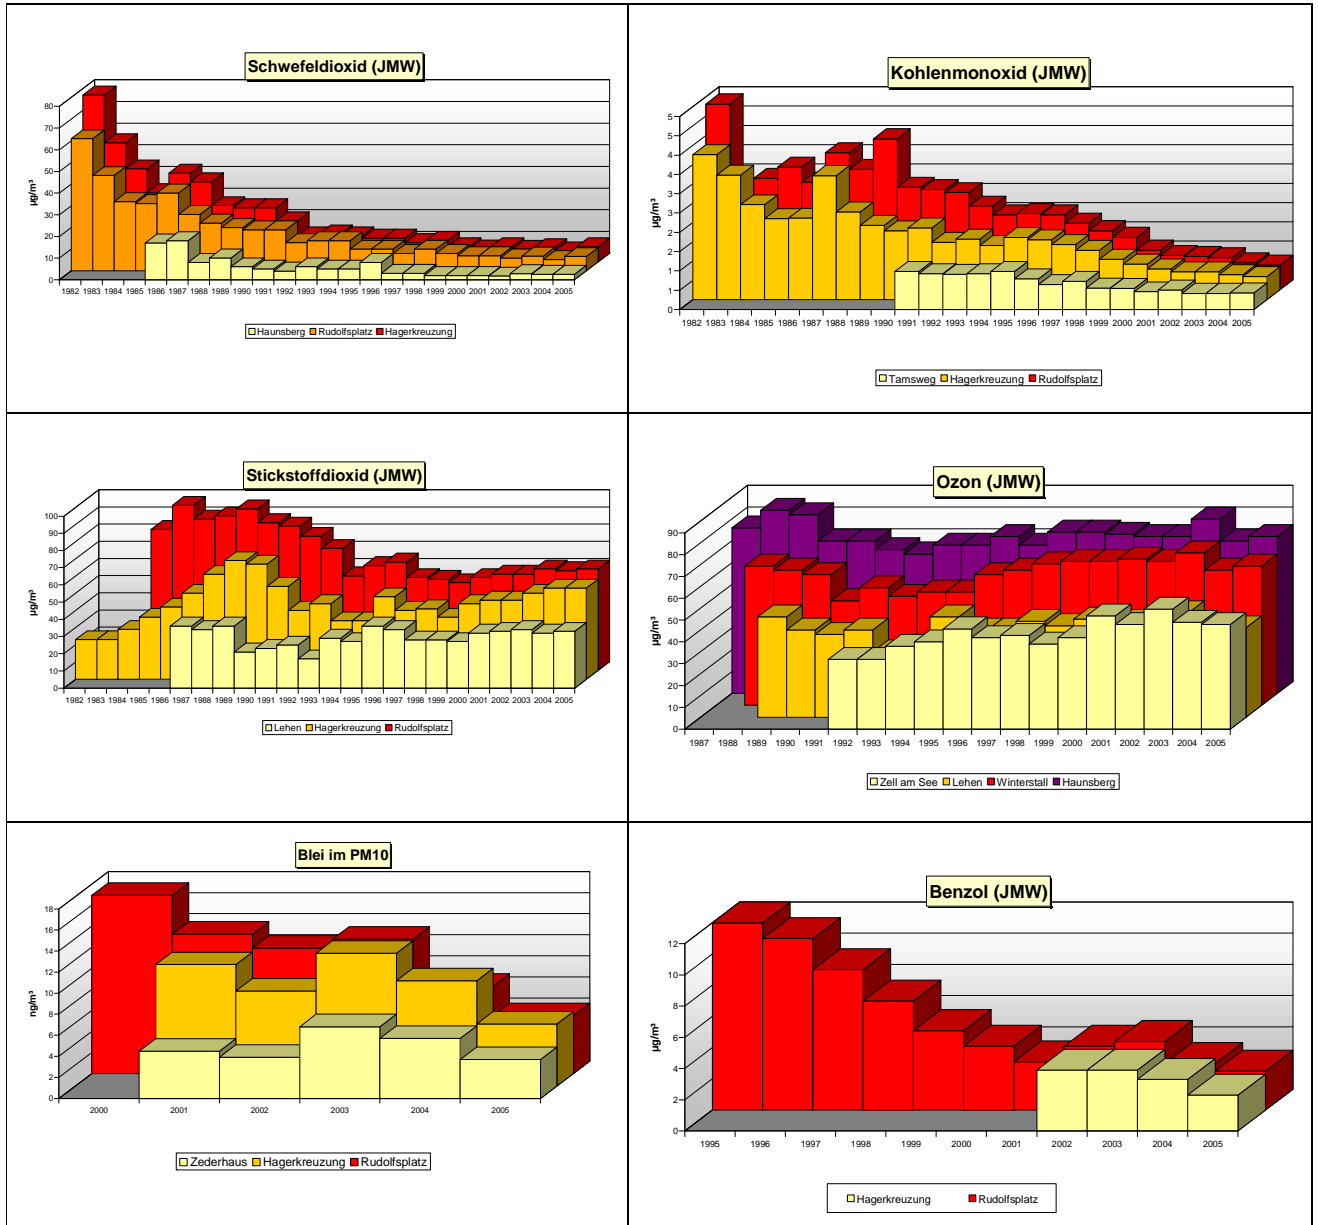 Schwefeldioxid (JMW)
µg/m³
80
70
60
50
40
30
20
10
0
1982 1983 1984 1985 1986 1987 1988 1989 1990 1991 1992 1993 1994 1995 1996 1997 1998 1999 2000 2001 2002 2003 2004 2005
Haunsberg Rudolfsplatz Hagerkreuzung
Kohlenmonoxid (JMW)
µg/m³
5
5
4
4
3
3
2
2
1
1
0
1982 1983 1984 1985 1986 1987 1988 1989 1990 1991 1992 1993 1994 1995 1996 1997 1998 1999 2000 2001 2002 2003 2004 2005
Tamsweg Hagerkreuzung Rudolfsplatz
Stickstoffdioxid (JMW)
µg/m³
100
90
80
70
60
50
40
30
20
10
0
1982 1983 1984 1985 1986 1987 1988 1989 1990 1991 1992 1993 1994 1995 1996 1997 1998 1999 2000 2001 2002 2003 2004 2005
Lehen Hagerkreuzung Rudolfsplatz
Ozon (JMW)
µg/m³
90
80
70
60
50
40
30
20
10
0
1987 1988 1989 1990 1991 1992 1993 1994 1995 1996 1997 1998 1999 2000 2001 2002 2003 2004 2005
Zell am See Lehen Winterstall Haunsberg
Blei im PM10
ng/m³
18
16
14
12
10
8
6
4
2
0
2000 2001 2002 2003 2004 2005
Zederhaus Hagerkreuzung Rudolfsplatz
Benzol (JMW)
µg/m³
12
10
8
6
4
2
0
1995 1996 1997 1998 1999 2000 2001 2002 2003 2004 2005
Hagerkreuzung Rudolfsplatz